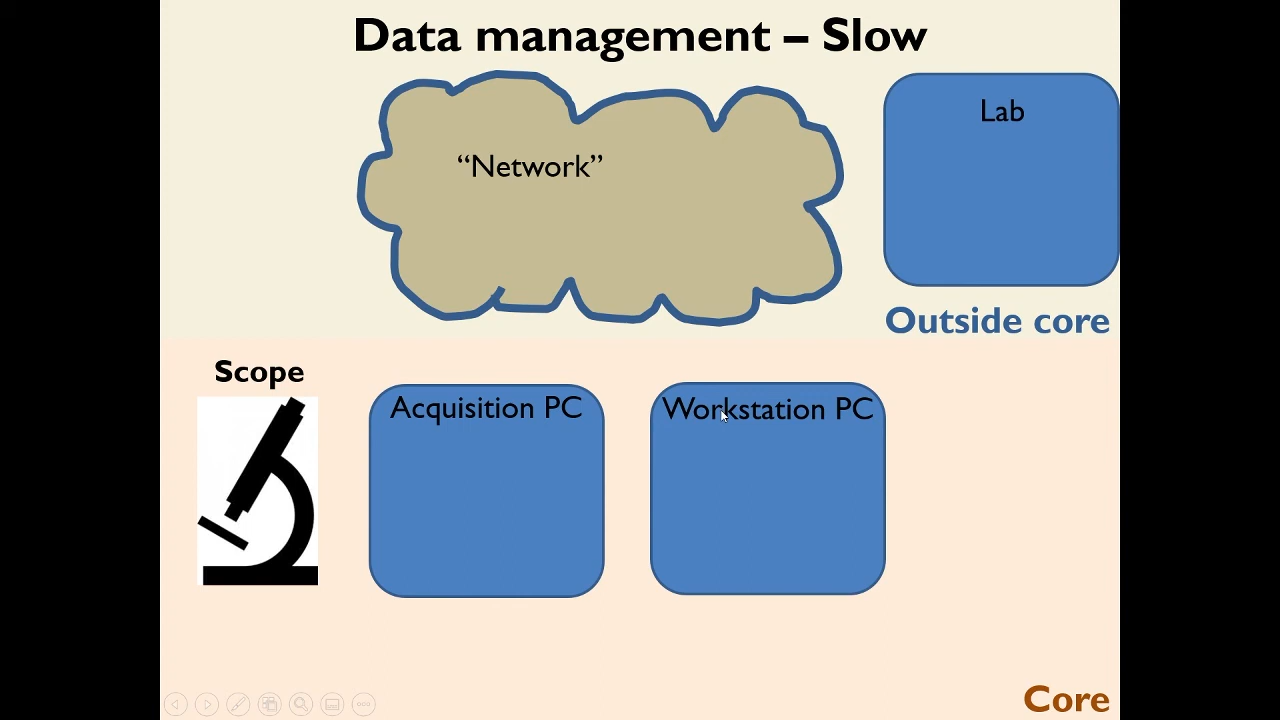 Data management – Slow
“Network”
Lab
Outside core
Scope
Acquisition PC
Workstation PC
Core